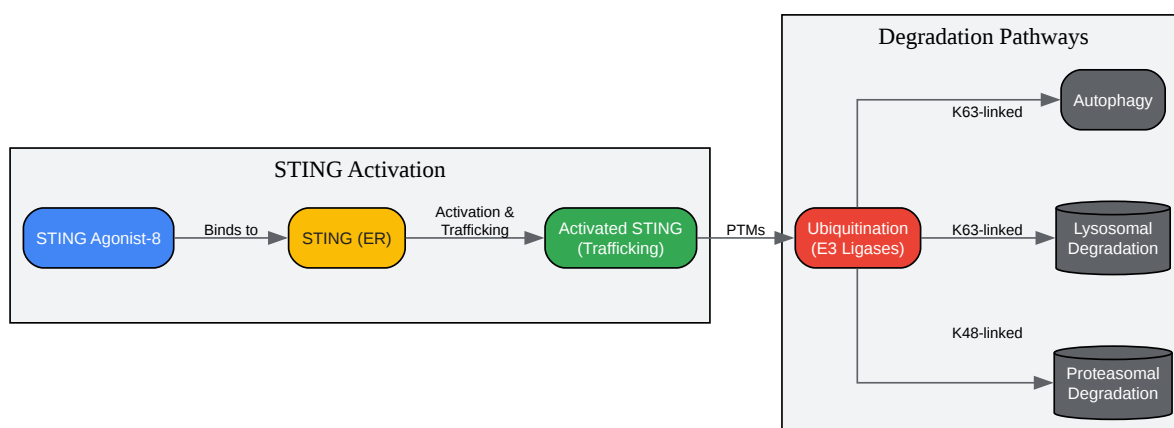 Degradation Pathways
Autophagy
K63-linked
STING Activation
STING Agonist-8
Binds to
STING (ER)
Activation &
Trafficking
Activated STING
(Trafficking)
PTMs
Ubiquitination
(E3 Ligases)
K63-linked
Lysosomal
Degradation
K48-linked
Proteasomal
Degradation